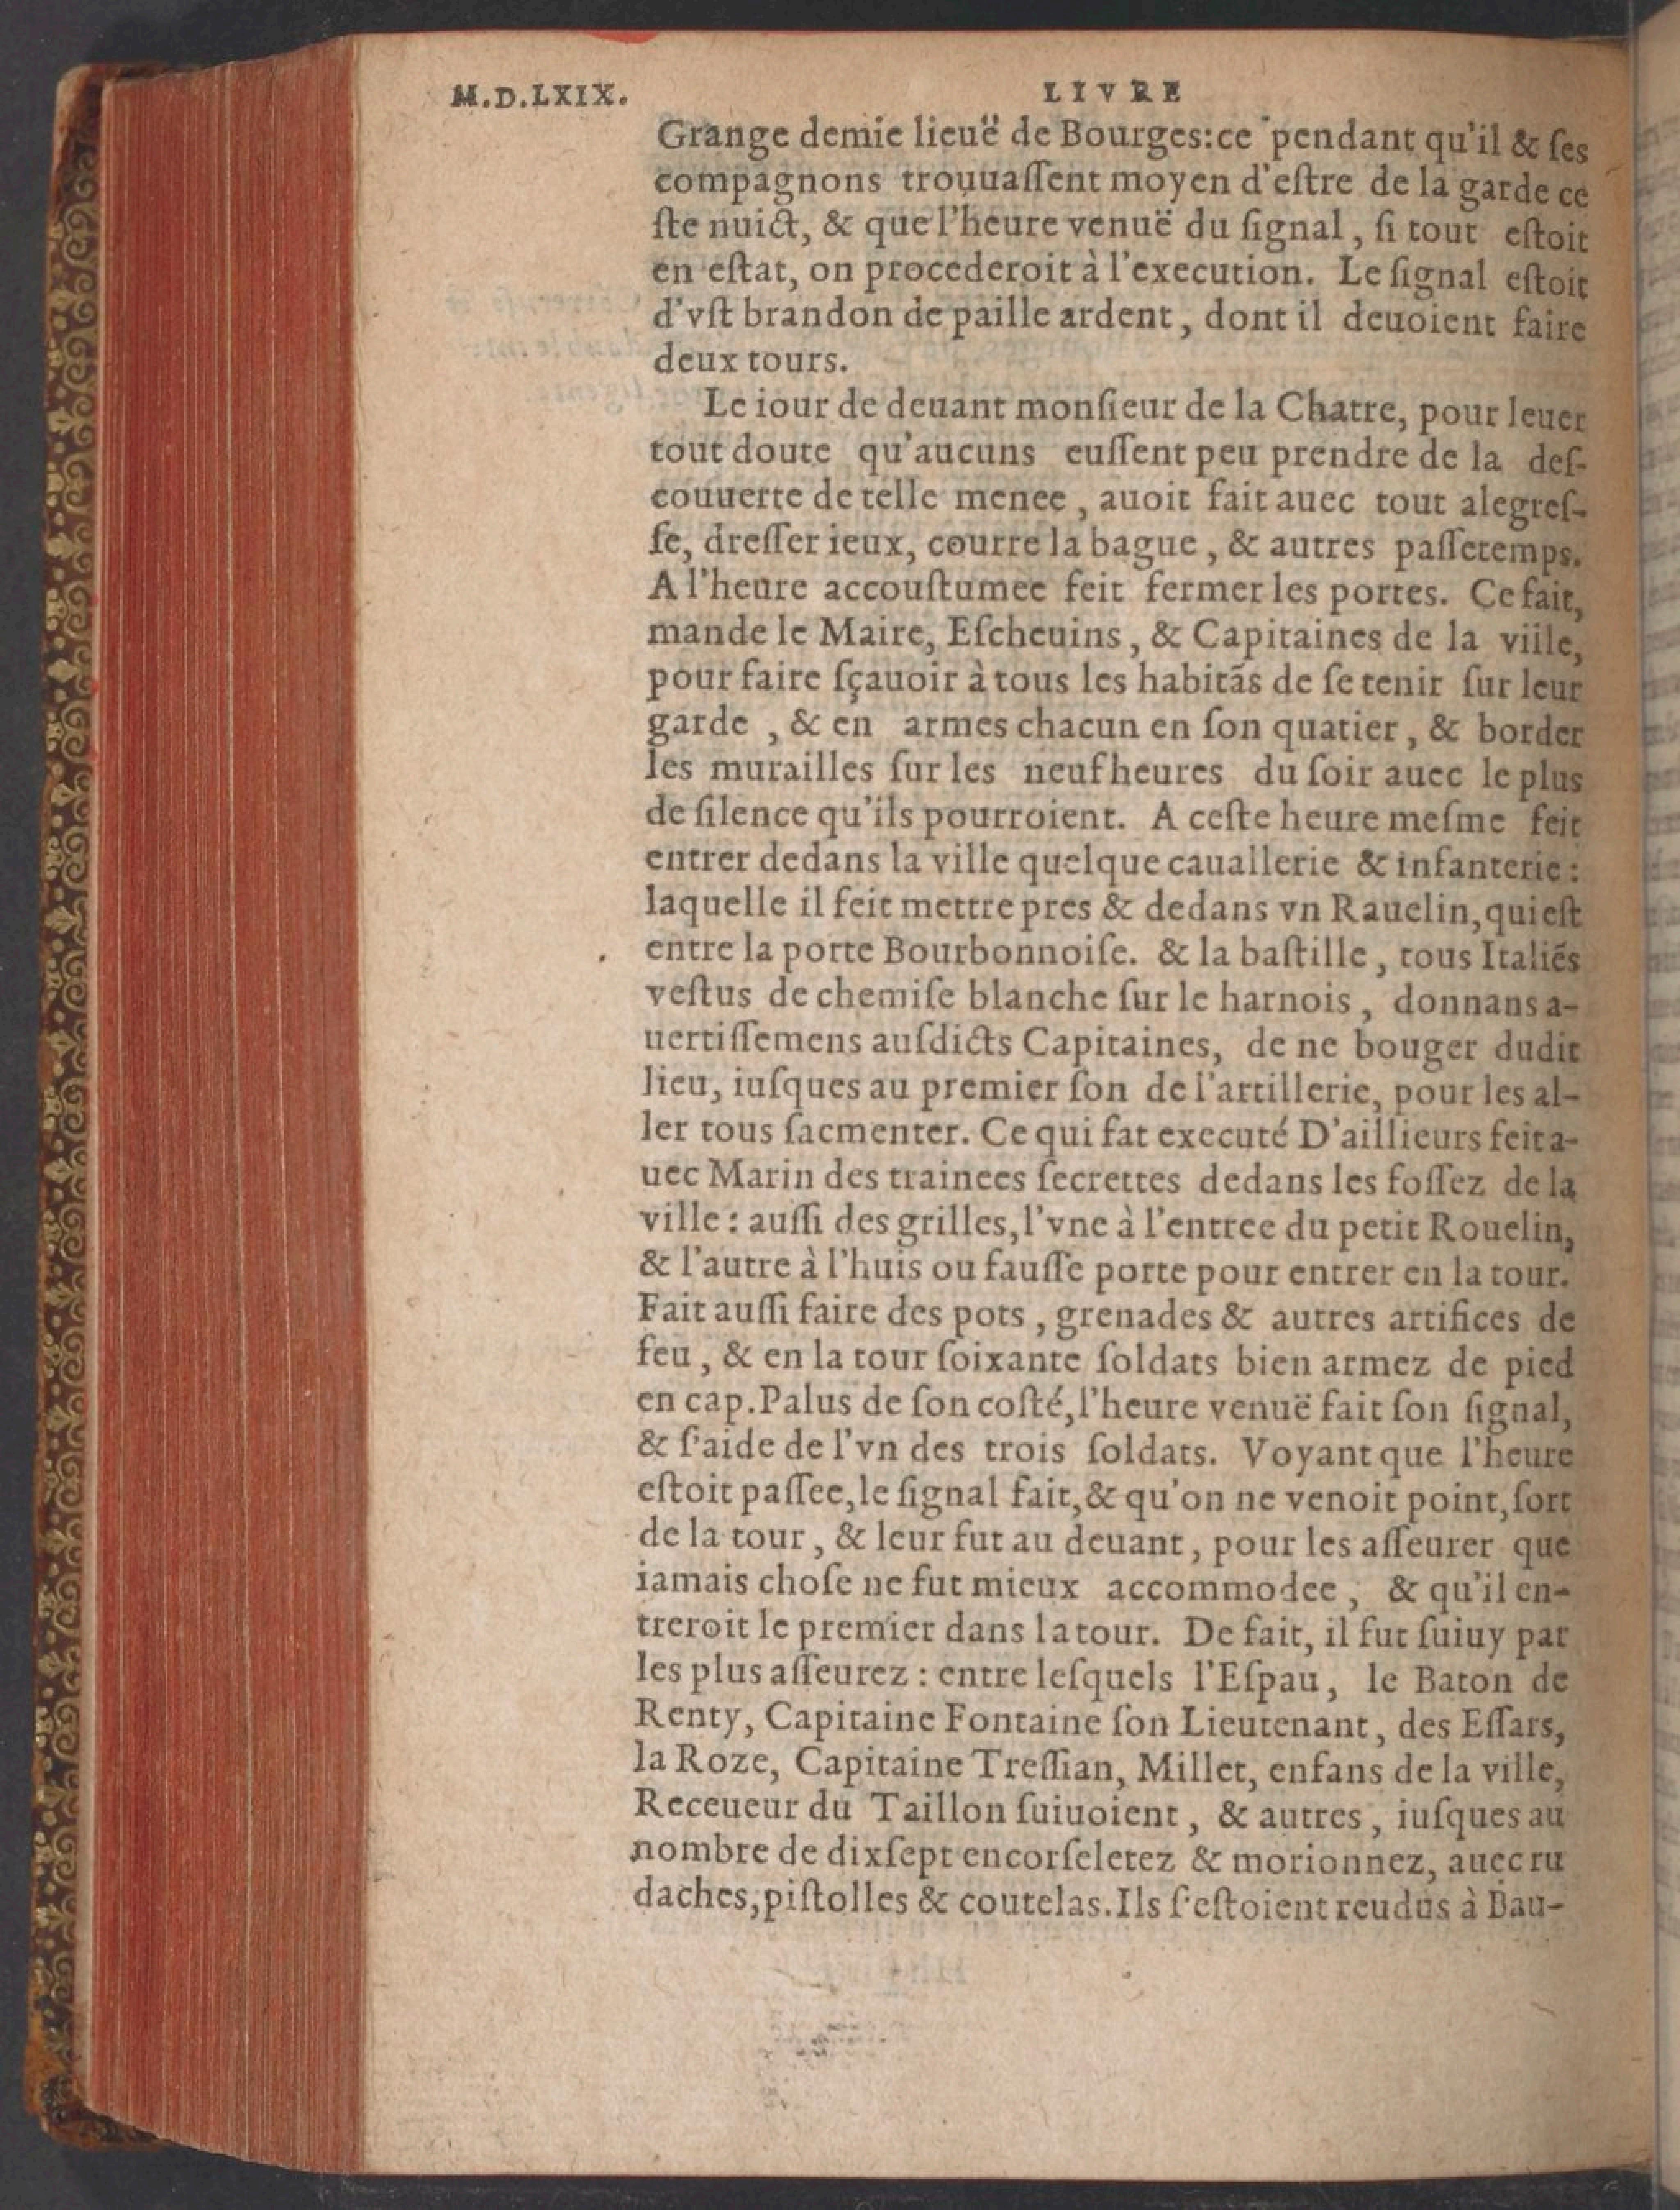 M.D.LXIX. LIVRE
Grange demie lieuë de Bourges:ce pendant qu'il & ſes
compagnons trouuaſſent moyen d'eſtre de la garde ce
ſte nuict, & que l'heure venuë du ſignal, ſi tout eſtoit
en eſtat, on procederoit à l'execution. Le ſignal eſtoit
d'vſt brandon de paille ardent, dont il deuoient faire
deux tours.
Le iour de deuant monſieur de la Chatre, pour leuer
tout doute qu'aucuns euſſent peu prendre de la deſ-
couuerte de telle menee, auoit fait auec tout alegreſ-
ſe, dreſſer ieux, courre la bague, & autres paſſetemps.
A l'heure accouſtumee feit fermer les portes. Ce fait,
mande le Maire, Eſcheuins, & Capitaines de la viile,
pour faire ſçauoir à tous les habitãs de ſe tenir ſur leur
garde, & en armes chacun en ſon quatier, & border
les murailles ſur les neuf heures du ſoir auec le plus
de ſilence qu'ils pourroient. A ceſte heure meſme feit
entrer dedans la ville quelque cauallerie & infanterie:
laquelle il feit mettre pres & dedans vn Rauelin, qui eſt
entre la porte Bourbonnoiſe. & la baſtille, tous Italiẽs
veſtus de chemiſe blanche ſur le harnois, donnans a-
uertiſſemens auſdicts Capitaines, de ne bouger dudit
lieu, iuſques au premier ſon de l'artillerie, pour les al-
ler tous ſacmenter. Ce qui fat executé D'aillieurs feit a-
uec Marin des trainees ſecrettes dedans les foſſez de la
ville: auſſi des grilles, l'vne à l'entree du petit Rouelin,
& l'autre à l'huis ou fauſſe porte pour entrer en la tour.
Fait auſſi faire des pots, grenades & autres artifices de
feu, & en la tour ſoixante ſoldats bien armez de pied
en cap. Palus de ſon coſté, l'heure venuë fait ſon ſignal,
& ſ'aide de l'vn des trois ſoldats. Voyant que l'heure
eſtoit paſſee, le ſignal fait, & qu'on ne venoit point, ſort
de la tour, & leur fut au deuant, pour les aſſeurer que
iamais choſe ne fut mieux accommodee, & qu'il en-
treroit le premier dans la tour. De fait, il fut ſuiuy par
les plus aſſeurez: entre leſquels l'Eſpau, le Baton de
Renty, Capitaine Fontaine ſon Lieutenant, des Eſſars,
la Roze, Capitaine Treſſian, Millet, enfans de la ville,
Receueur du Taillon ſuiuoient, & autres, iuſques au
nombre de dixſept encorſeletez & morionnez, auec ru
daches, piſtolles & coutelas. Ils ſ'eſtoient reudus à Bau-